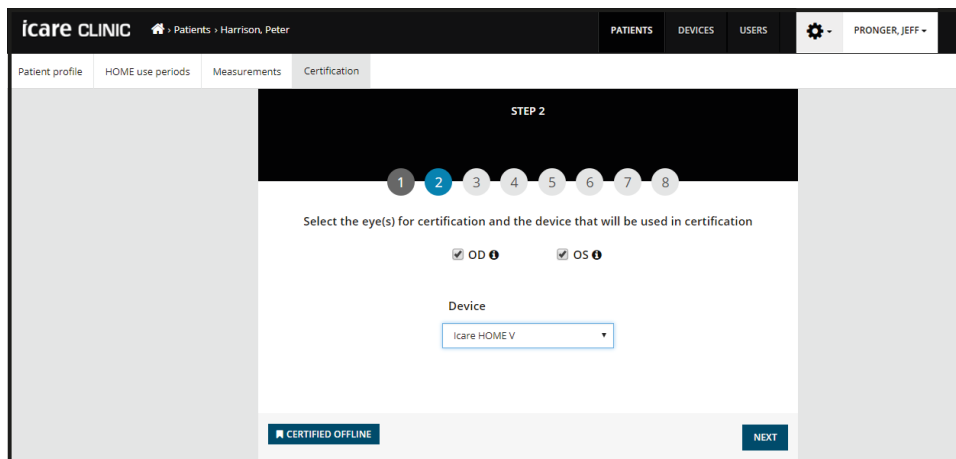 icare CLINIC › Patients › Harrison, Peter PATIENTS DEVICES USERS PRONGER, JEFF
Patient profile HOME use periods Measurements Certification
STEP 2
1 2 3 4 5 6 7 8
Select the eye(s) for certification and the device that will be used in certification
OD OS
Device
Icare HOME V
CERTIFIED OFFLINE NEXT